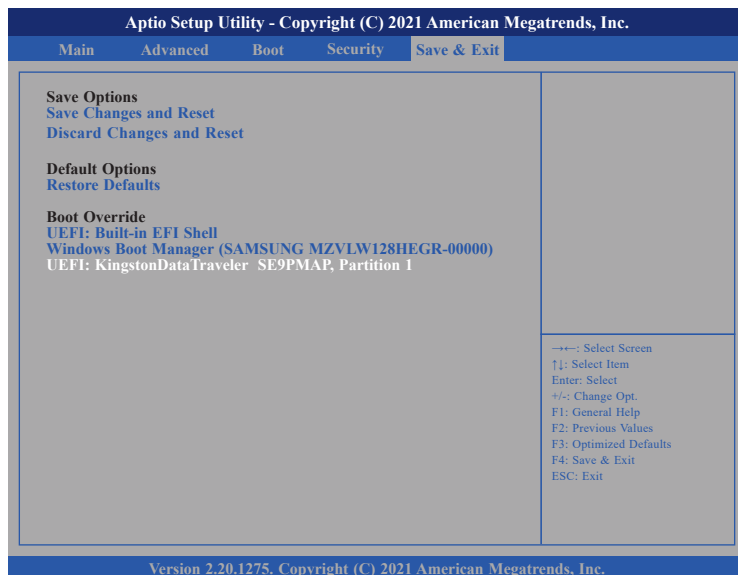 Aptio Setup Utility - Copyright (C) 2021 American Megatrends, Inc.
Main Advanced Boot Security Save & Exit
Save Options
Save Changes and Reset
Discard Changes and Reset
Default Options
Restore Defaults
Boot Override
UEFI: Built-in EFI Shell
Windows Boot Manager (SAMSUNG MZVLW128HEGR-00000)
UEFI: KingstonDataTraveler SE9PMAP, Partition 1
→←: Select Screen
↑↓: Select Item
Enter: Select
+/-: Change Opt.
F1: General Help
F2: Previous Values
F3: Optimized Defaults
F4: Save & Exit
ESC: Exit
Version 2.20.1275. Copyright (C) 2021 American Megatrends, Inc.